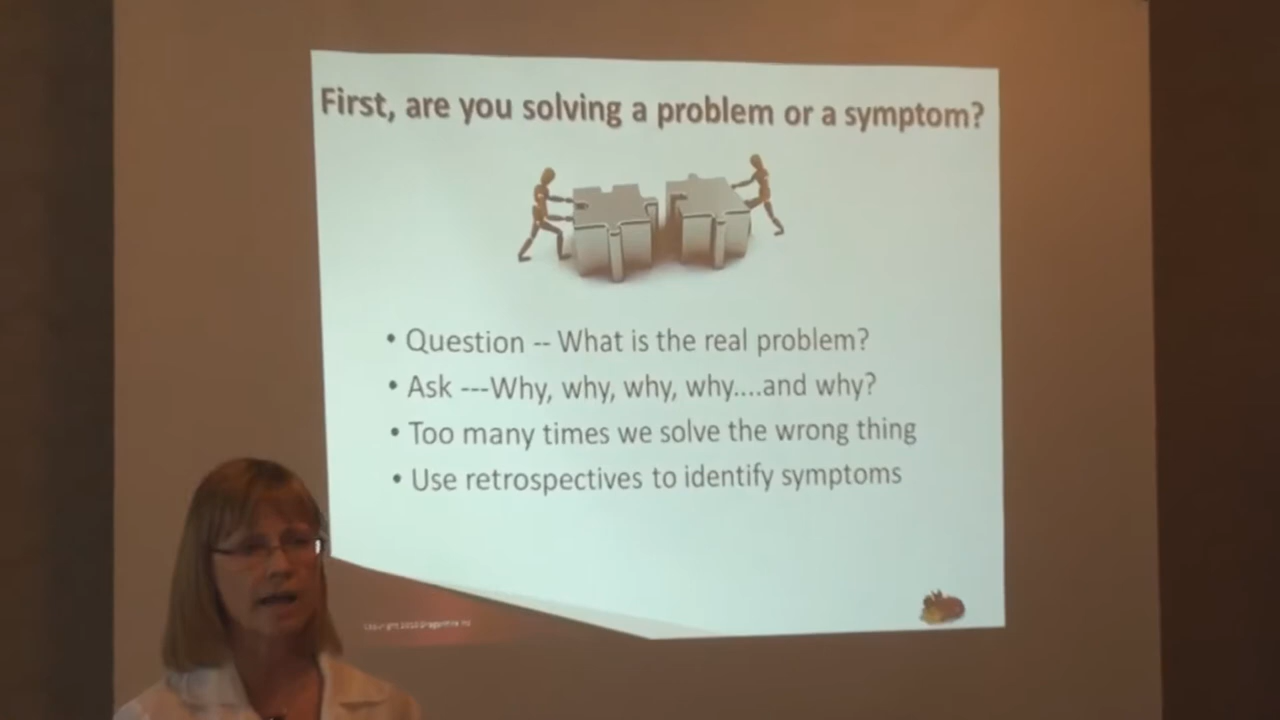 First, are you solving a problem or a symptom?
• Question -- What is the real problem?
• Ask ---Why, why, why, why....and why?
• Too many times we solve the wrong thing
• Use retrospectives to identify symptoms